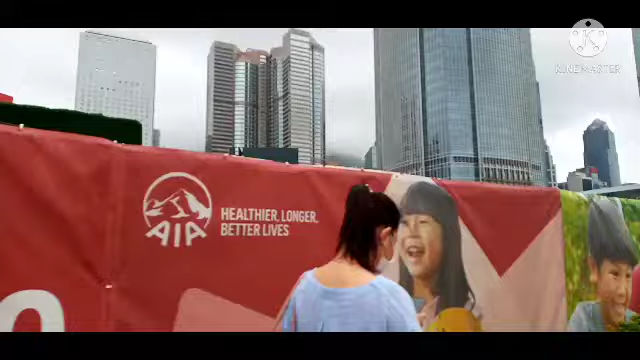 KINEMASTER
AIA
HEALTHIER, LONGER,
BETTER LIVES